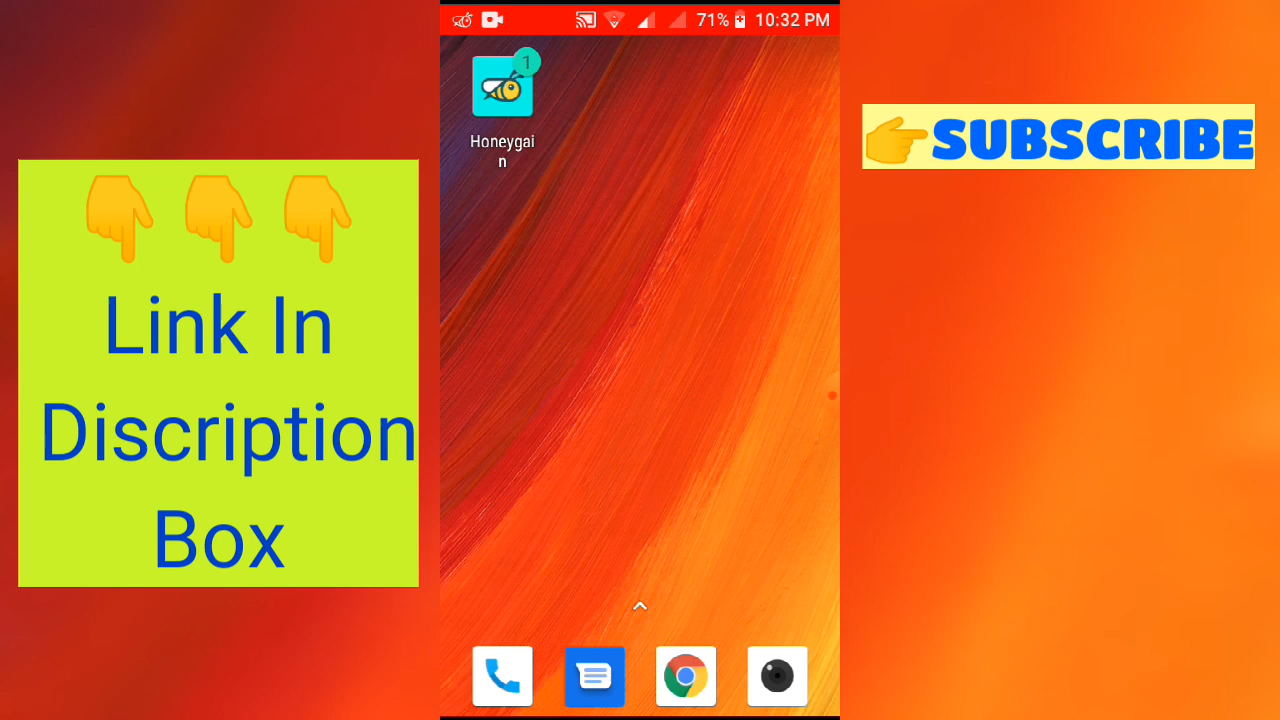 71% 10:32 PM
1
Honeygai
n
Link In
Discription
Box
SUBSCRIBE